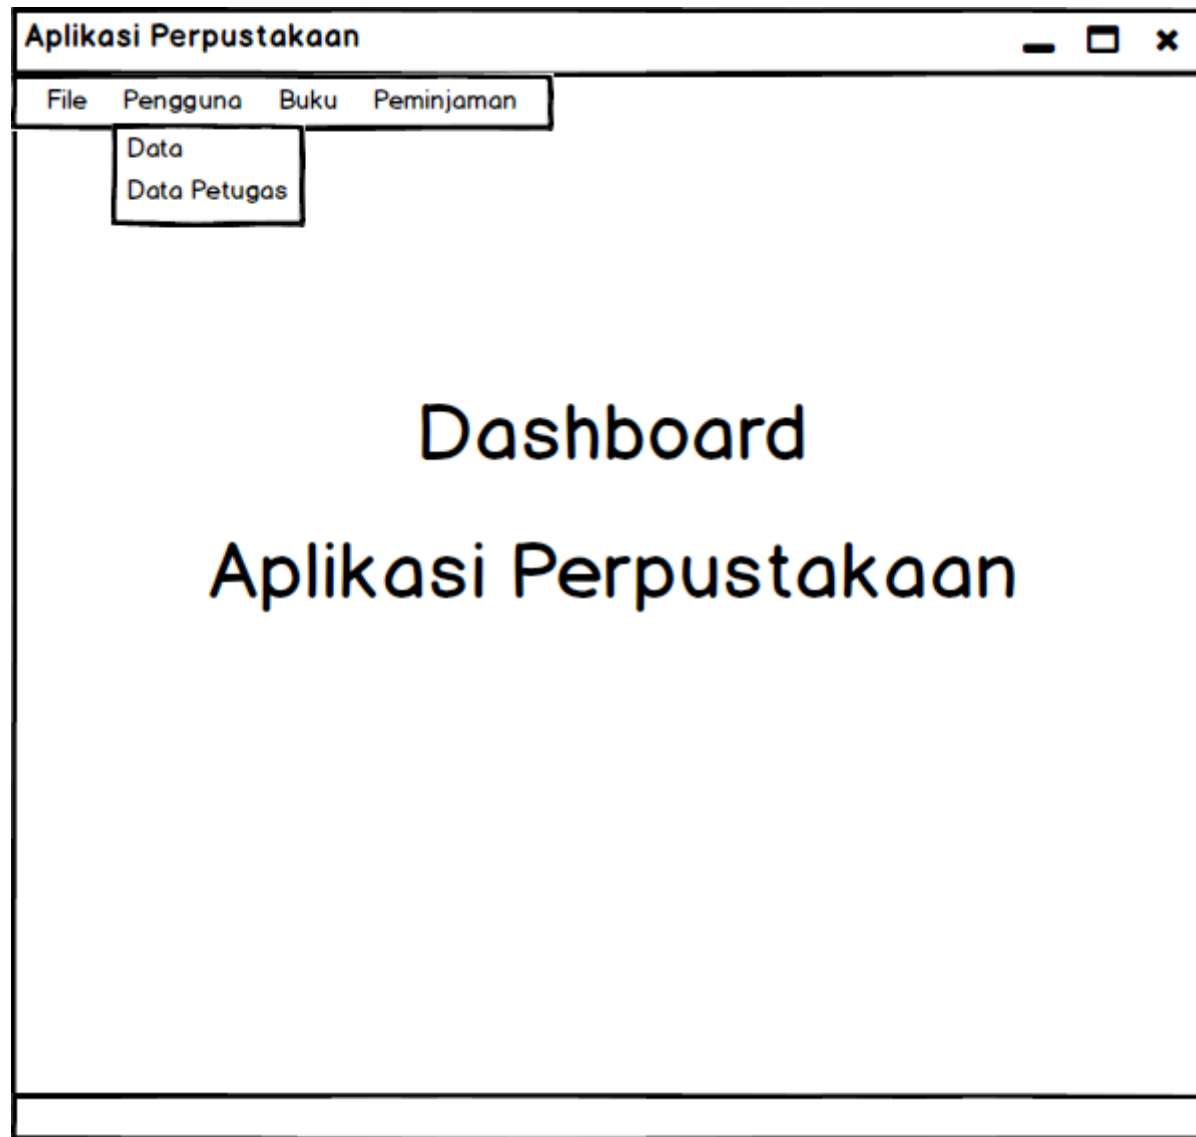 Aplikasi Perpustakaan
File Pengguna Buku Peminjaman
Data
Data Petugas
Dashboard
Aplikasi Perpustakaan